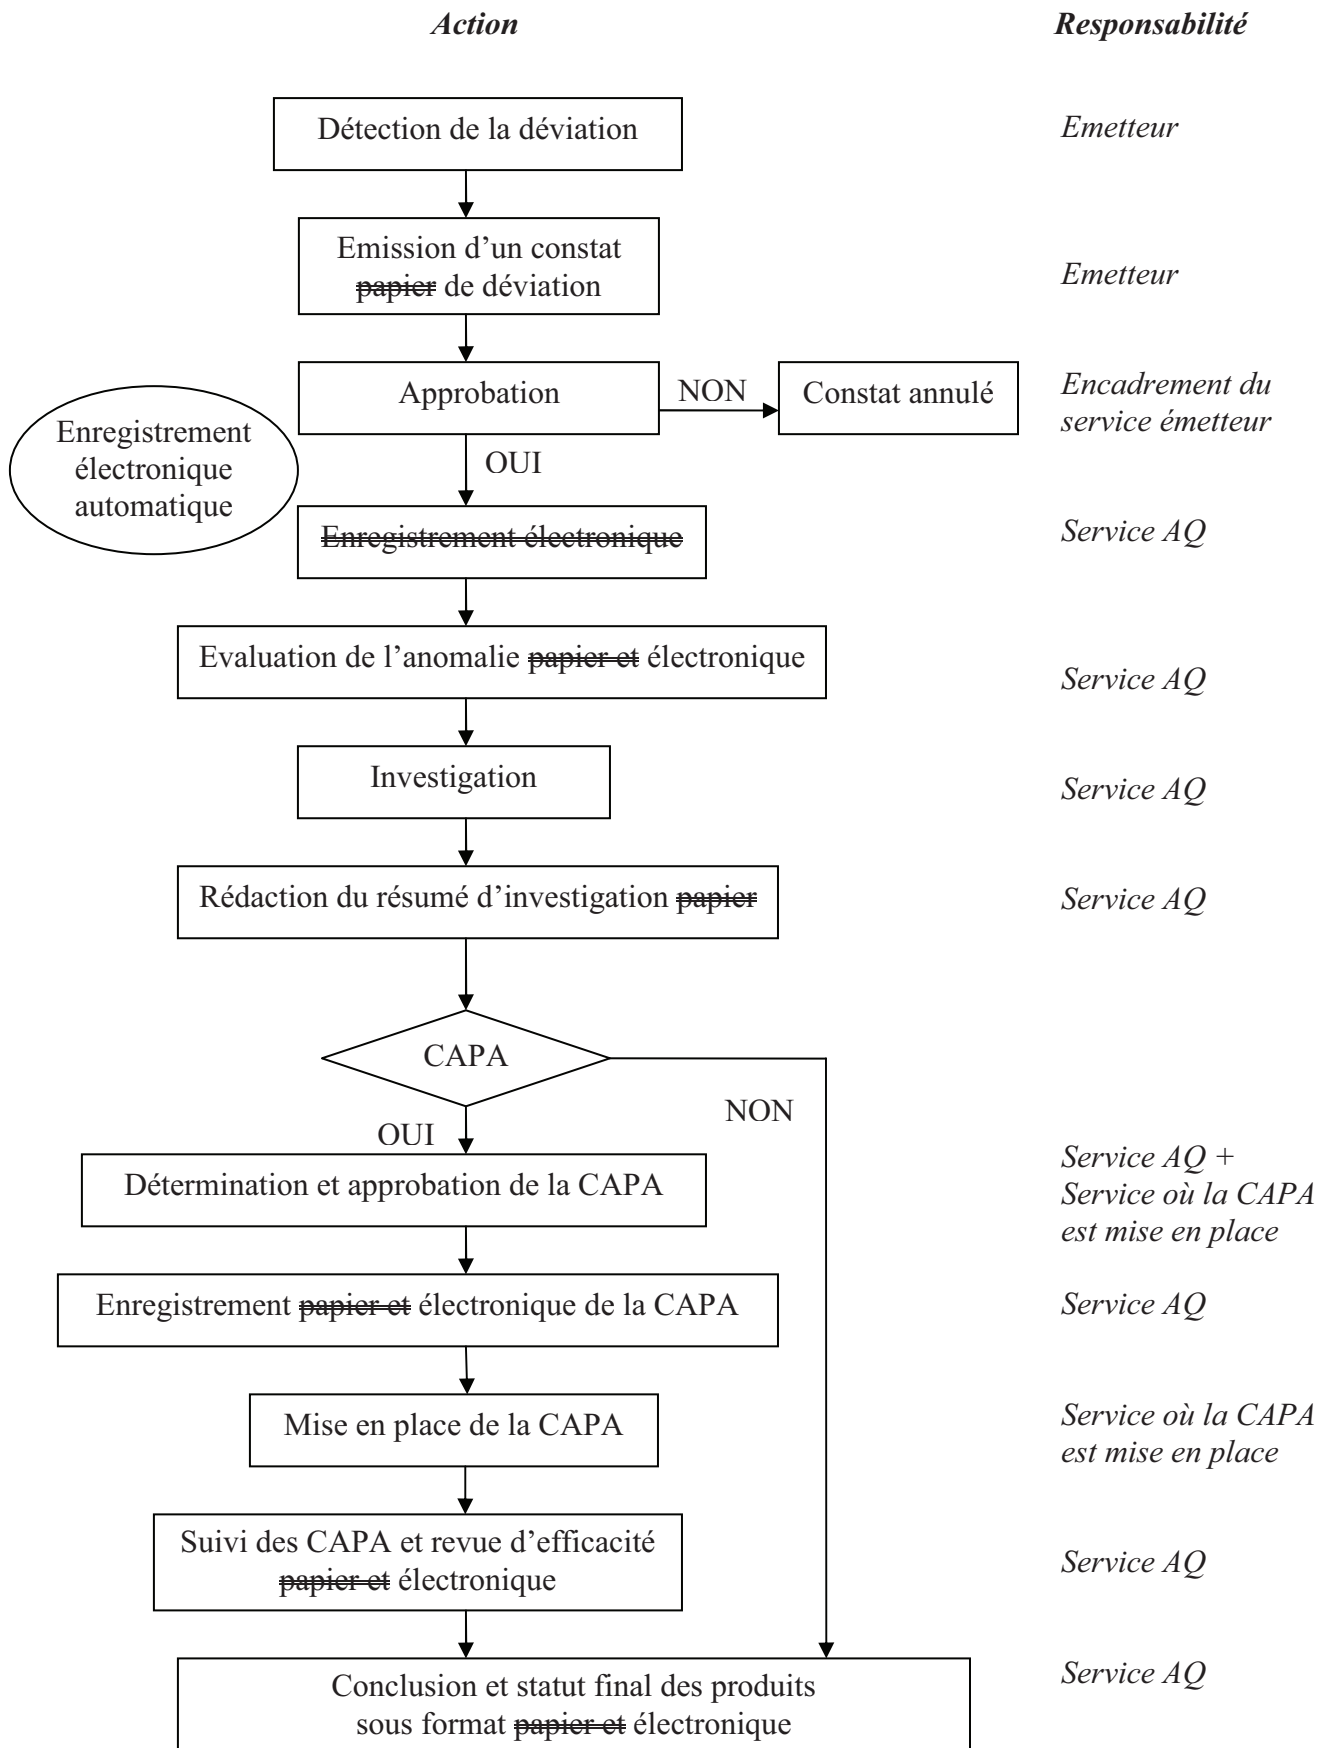 Action
Responsabilité
Détection de la déviation
Emetteur
Emission d’un constat
papier de déviation
Emetteur
Approbation
NON
Constat annulé
Encadrement du
service émetteur
Enregistrement
électronique
automatique
OUI
Enregistrement électronique
Service AQ
Evaluation de l’anomalie papier et électronique
Service AQ
Investigation
Service AQ
Rédaction du résumé d’investigation papier
Service AQ
CAPA
NON
OUI
Détermination et approbation de la CAPA
Service AQ +
Service où la CAPA
est mise en place
Enregistrement papier et électronique de la CAPA
Service AQ
Mise en place de la CAPA
Service où la CAPA
est mise en place
Suivi des CAPA et revue d’efficacité
papier et électronique
Service AQ
Conclusion et statut final des produits
sous format papier et électronique
Service AQ